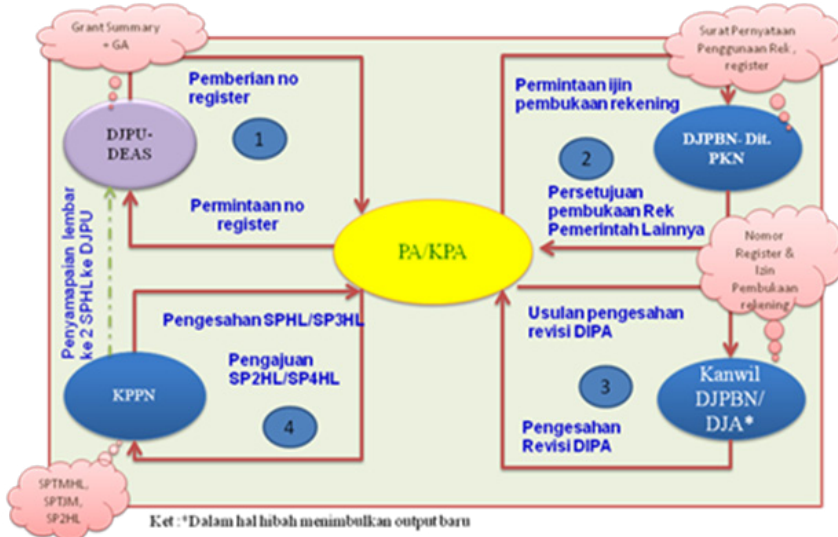 Grant Summary
+ GA
Pemberian no
register
1
DJPU-
DEAS
Permintaan no
register
Surat Pernyataan
Penggunaan Rek ,
register
Permintaan ijin
pembukaan rekening
2
DJPBN- Dit.
PKN
Persetujuan
pembukaan Rek
Pemerintah Lainnya
PA/KPA
Nomor
Register &
Izin
Pembukaan
rekening
Usulan pengesahan
revisi DIPA
3
Kanwil
DJPBN/
DJA*
Pengesahan
Revisi DIPA
Penyamapaian lembar
ke 2 SPHL ke DJPU
Pengesahan SPHL/SP3HL
Pengajuan
SP2HL/SP4HL
4
KPPN
SPTMHL,
SPTJM,
SP2HL
Ket :*Dalam hal hibah menimbulkan output baru